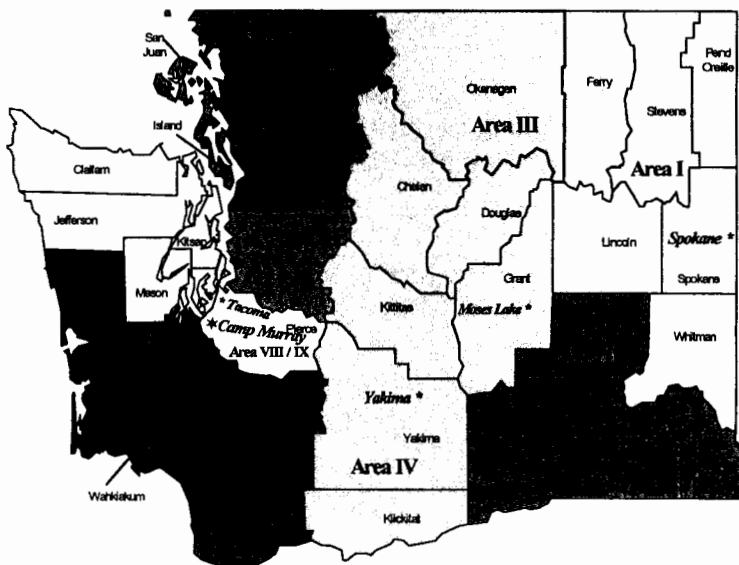 San
Juan
Island
Clallam
Jefferson
Kitsap
Mason
* Tacoma
*Camp Murray
Pierce
Area VIII / IX
Wahkiakum
Okanagan
Area III
Chelan
Douglas
Kittitas
Grant
Moses Lake *
Yakima *
Yakima
Area IV
Klickitat
Ferry
Stevens
Pend
Oreille
Area I
Lincoln
Spokane *
Spokane
Whitman